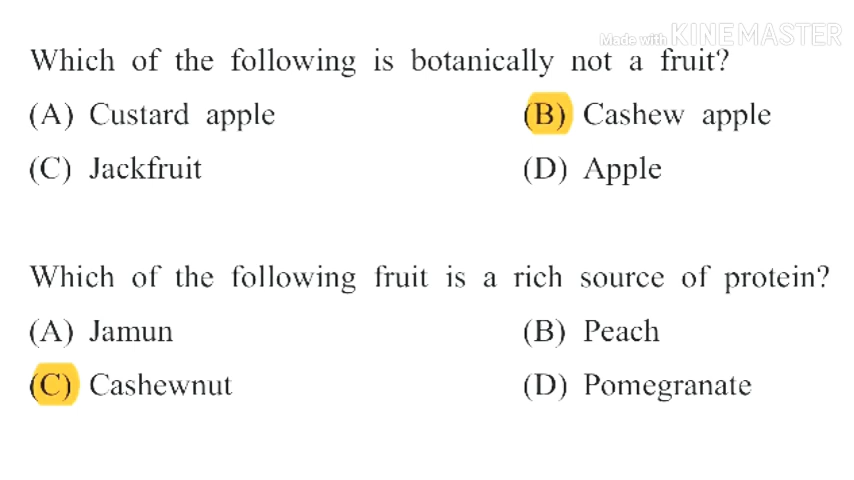 Made with KINEMASTER
Which of the following is botanically not a fruit?
(A) Custard apple (B) Cashew apple
(C) Jackfruit (D) Apple
Which of the following fruit is a rich source of protein?
(A) Jamun (B) Peach
(C) Cashewnut (D) Pomegranate